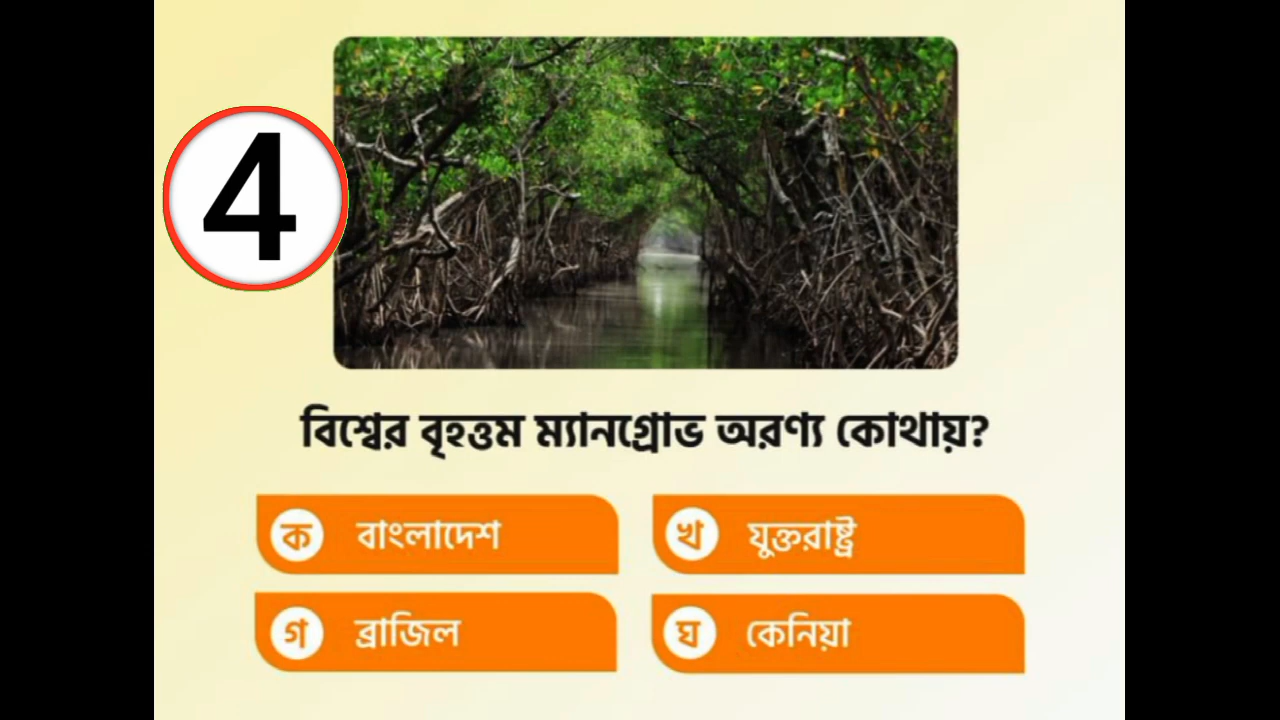 4
বিশ্বের বৃহত্তম ম্যানগ্রোভ অরণ্য কোথায়?
ক বাংলাদেশ
খ যুক্তরাষ্ট্র
গ ব্রাজিল
ঘ কেনিয়া